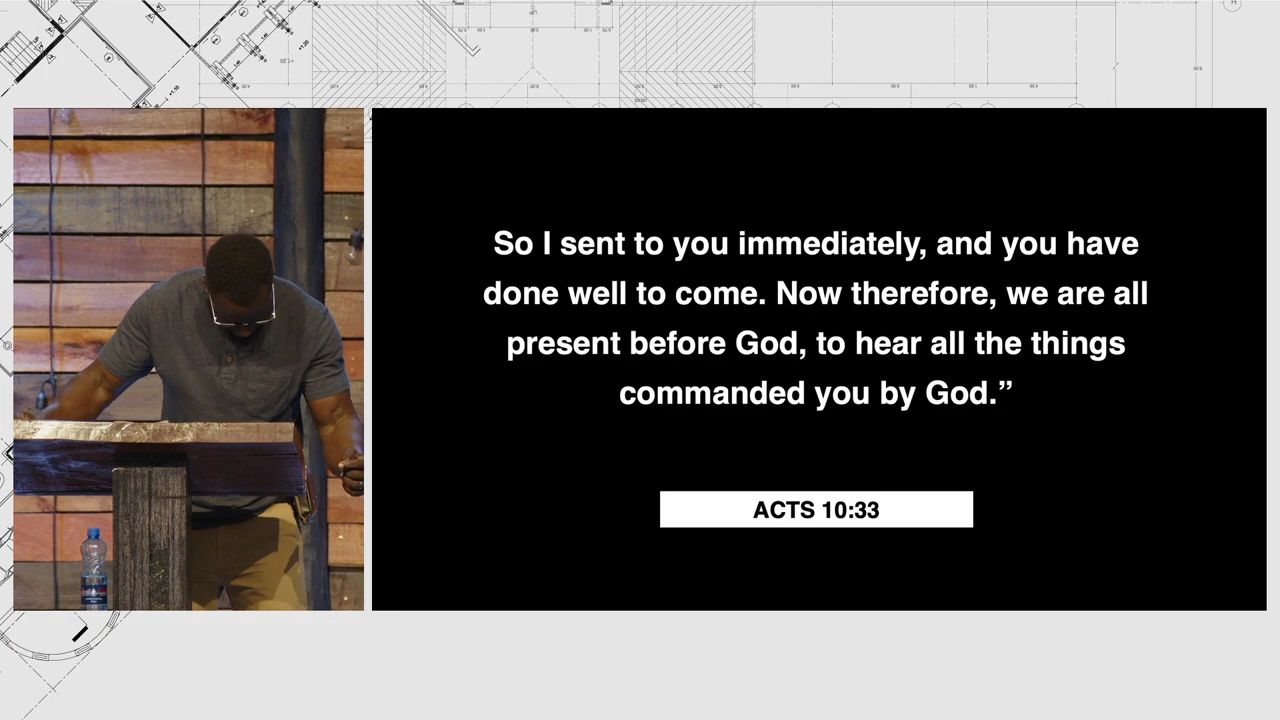 So I sent to you immediately, and you have
done well to come. Now therefore, we are all
present before God, to hear all the things
commanded you by God.”
ACTS 10:33